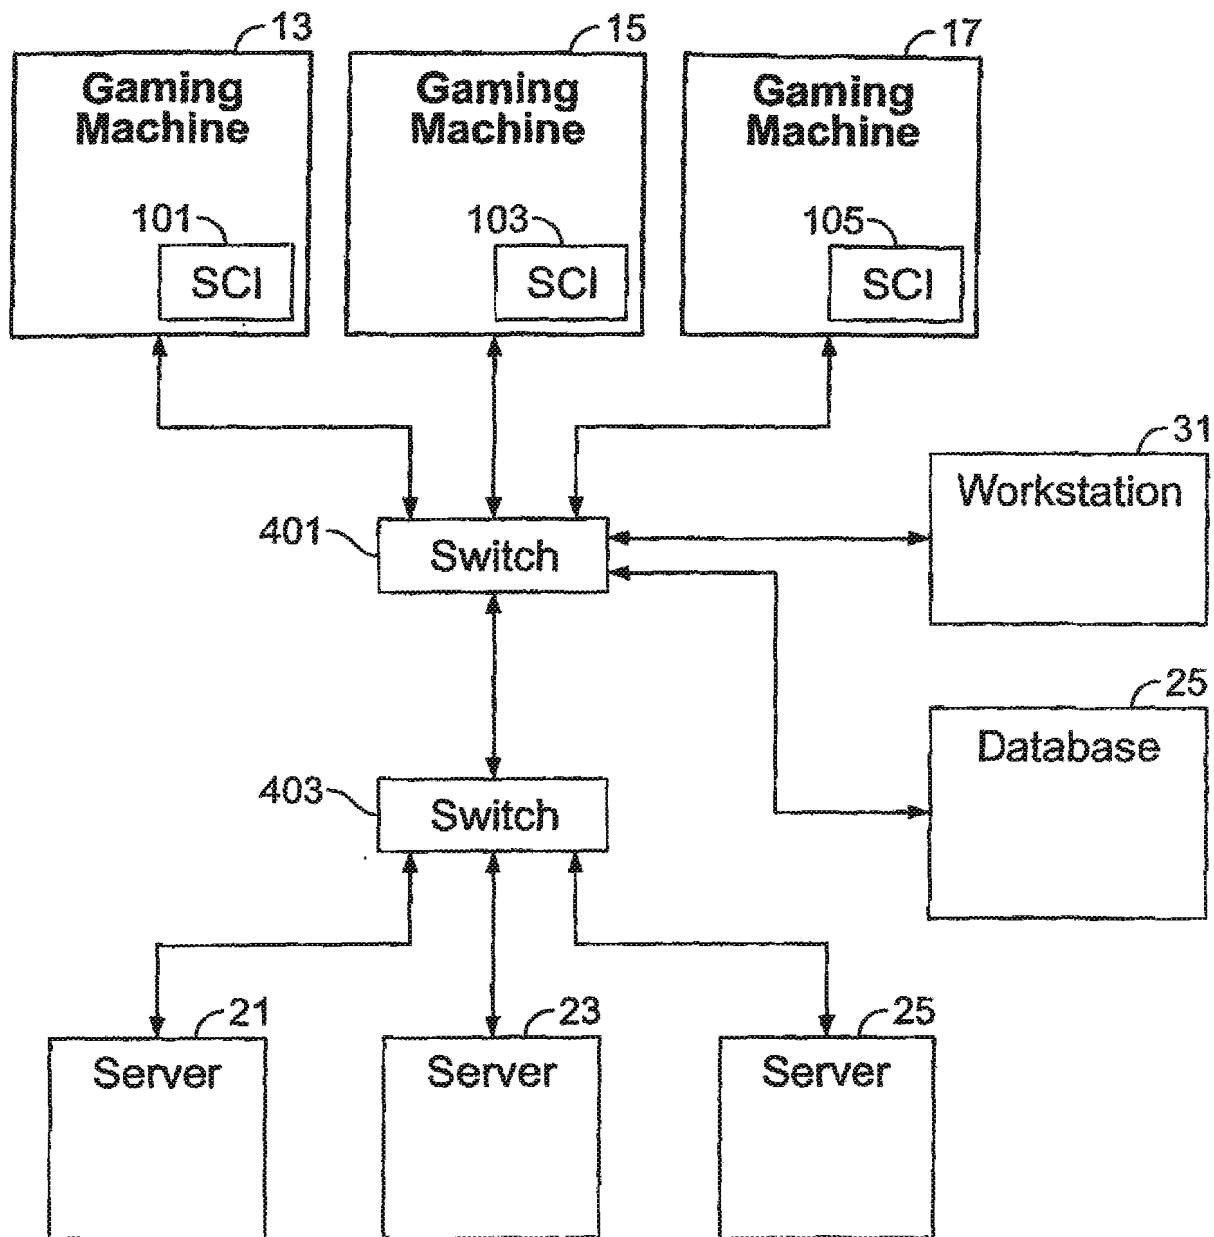 13
15
17
Gaming
Machine
Gaming
Machine
Gaming
Machine
101
103
105
SCI
SCI
SCI
31
Workstation
401
Switch
25
Database
403
Switch
21
23
25
Server
Server
Server